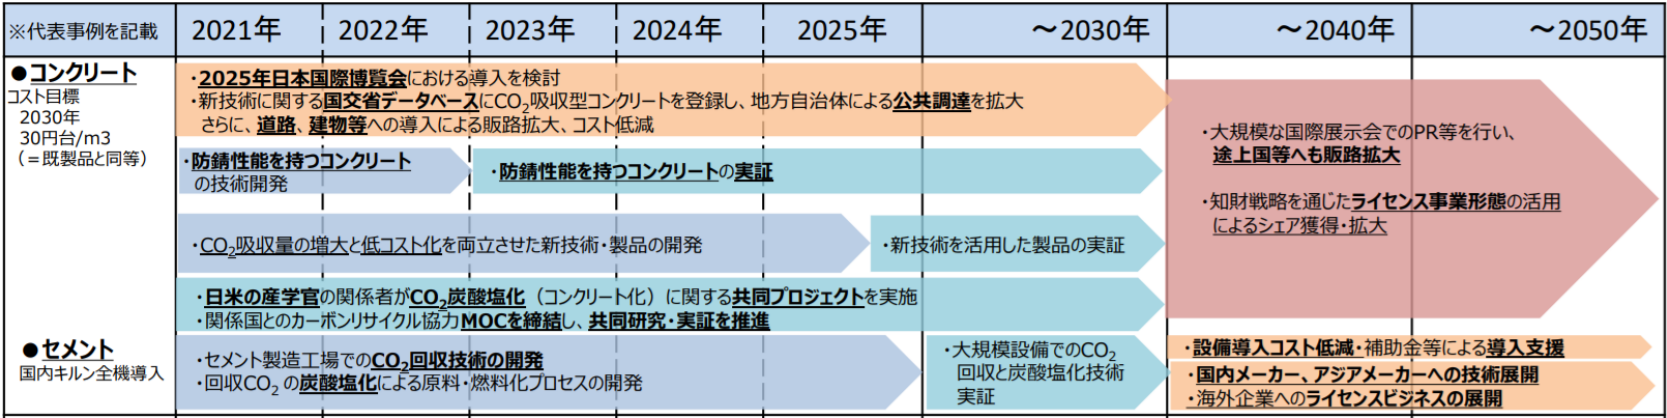 ※代表事例を記載 2021年 2022年 2023年 2024年 2025年 ～2030年 ～2040年 ～2050年
●コンクリート
コスト目標
2030年
30円台/m3
（＝既製品と同等）
・2025年日本国際博覧会における導入を検討
・新技術に関する国交省データベースにCO2吸収型コンクリートを登録し、地方自治体による公共調達を拡大
さらに、道路、建物等への導入による販路拡大、コスト低減
・防錆性能を持つコンクリート
の技術開発
・防錆性能を持つコンクリートの実証
・CO2吸収量の増大と低コスト化を両立させた新技術・製品の開発
・新技術を活用した製品の実証
・日米の産学官の関係者がCO2炭酸塩化（コンクリート化）に関する共同プロジェクトを実施
・関係国とのカーボンリサイクル協力MOCを締結し、共同研究・実証を推進
・大規模な国際展示会でのPR等を行い、
途上国等へも販路拡大
・知財戦略を通じたライセンス事業形態の活用
によるシェア獲得・拡大
●セメント
国内キルン全機導入
・セメント製造工場でのCO2回収技術の開発
・回収CO2の炭酸塩化による原料・燃料化プロセスの開発
・大規模設備でのCO2
回収と炭酸塩化技術
実証
・設備導入コスト低減・補助金等による導入支援
・国内メーカー、アジアメーカーへの技術展開
・海外企業へのライセンスビジネスの展開